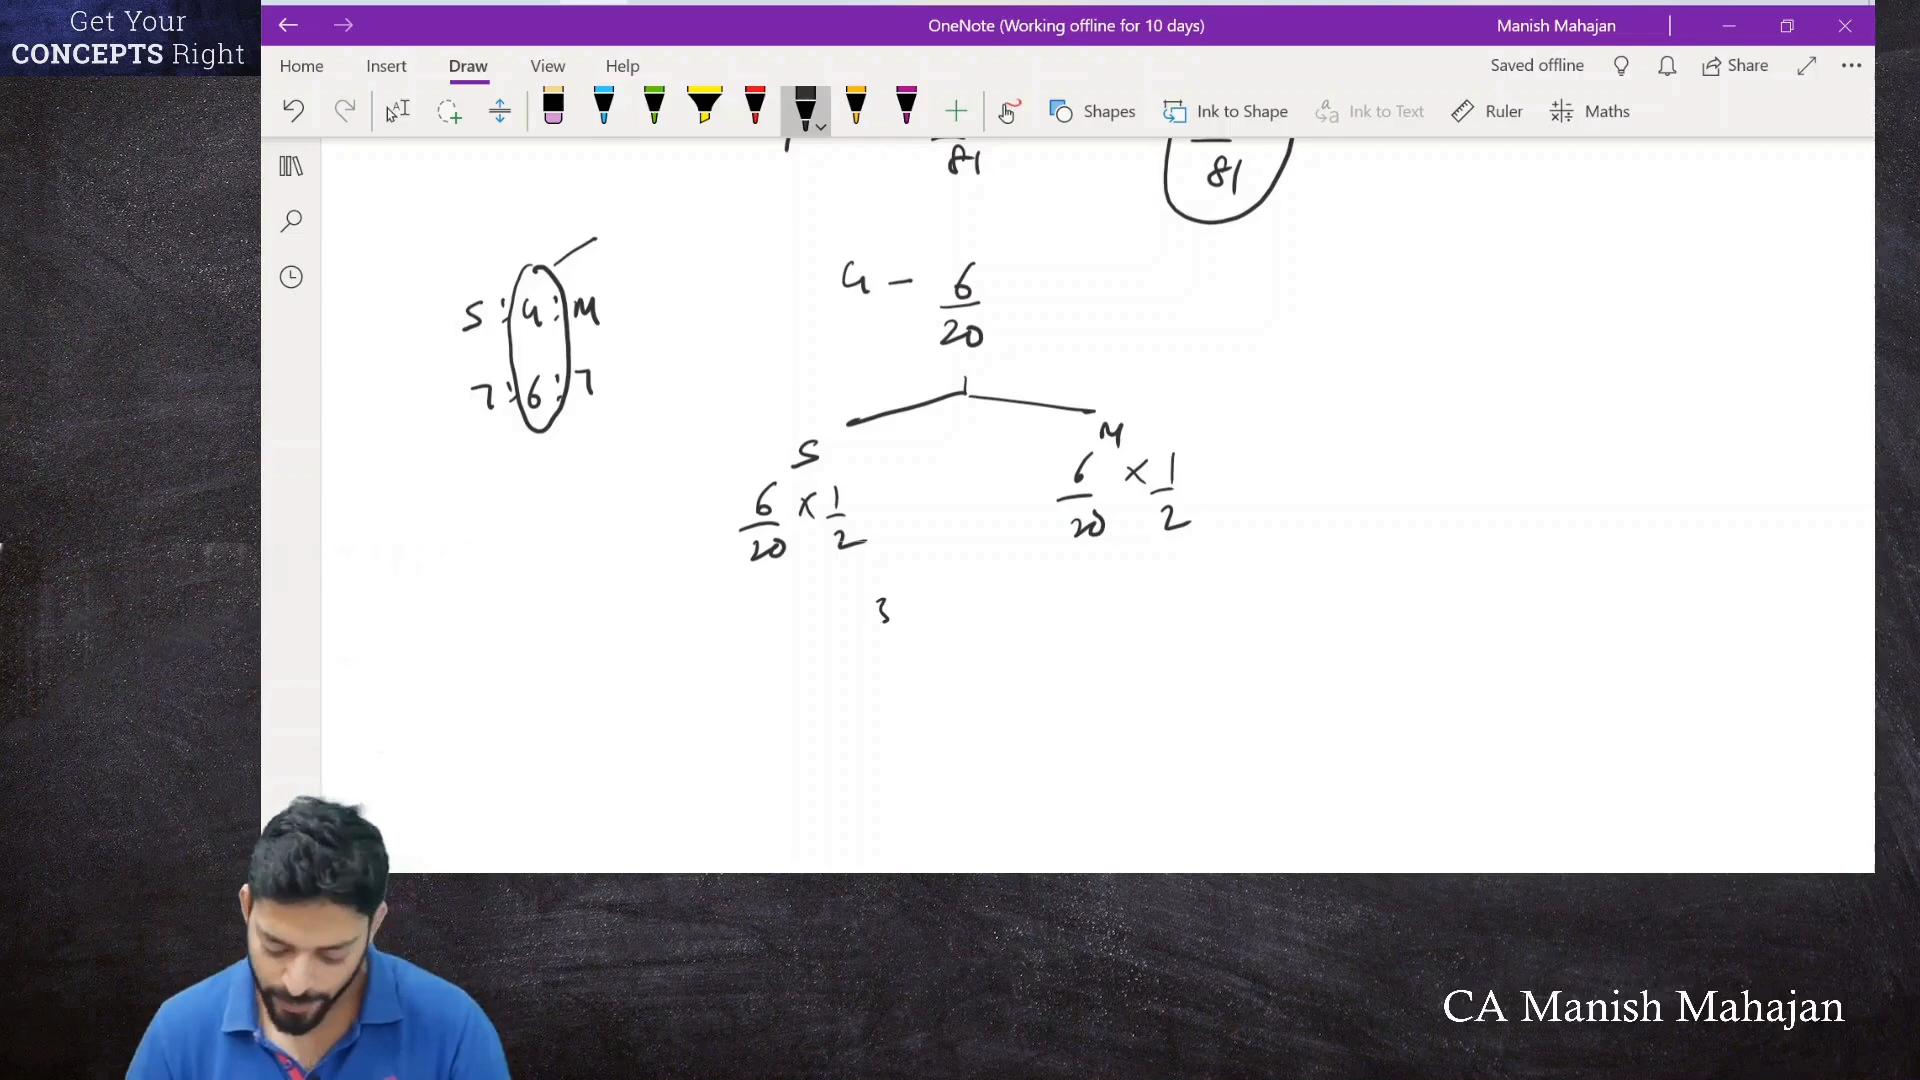 Get Your
CONCEPTS Right
OneNote (Working offline for 10 days)
Manish Mahajan
Home Insert Draw View Help
Saved offline
Share
Shapes
Ink to Shape
Ink to Text
Ruler
Maths
81
81
S : G : M
7 : 6 : 7
G - 6/20
S
6/20 × 1/2
M
6/20 × 1/2
3
CA Manish Mahajan